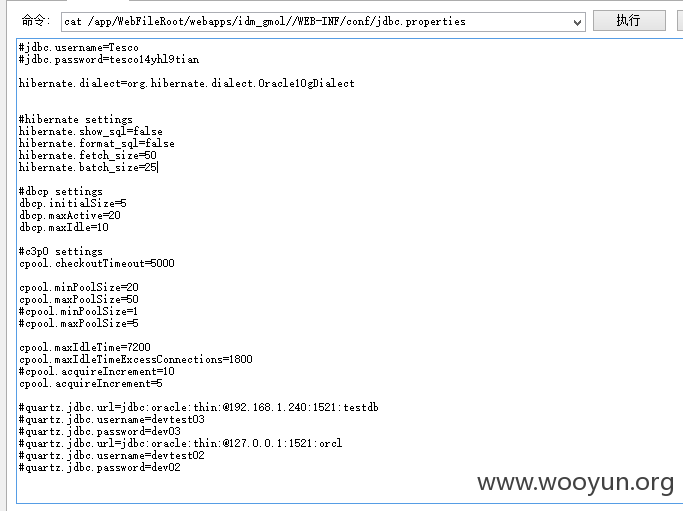 命令: cat /app/WebFileRoot/webapps/idm_gmol//WEB-INF/conf/jdbc.properties 执行
#jdbc.username=Tesco
#jdbc.password=tesco14yhl9tian
hibernate.dialect=org.hibernate.dialect.Oracle10gDialect
#hibernate settings
hibernate.show_sql=false
hibernate.format_sql=false
hibernate.fetch_size=50
hibernate.batch_size=25
#dbcp settings
dbcp.initialSize=5
dbcp.maxActive=20
dbcp.maxIdle=10
#c3p0 settings
cpool.checkoutTimeout=5000
cpool.minPoolSize=20
cpool.maxPoolSize=50
#cpool.minPoolSize=1
#cpool.maxPoolSize=5
cpool.maxIdleTime=7200
cpool.maxIdleTimeExcessConnections=1800
#cpool.acquireIncrement=10
cpool.acquireIncrement=5
#quartz.jdbc.url=jdbc:oracle:thin:@192.168.1.240:1521:testdb
#quartz.jdbc.username=devtest03
#quartz.jdbc.password=dev03
#quartz.jdbc.url=jdbc:oracle:thin:@127.0.0.1:1521:orcl
#quartz.jdbc.username=devtest02
#quartz.jdbc.password=dev02
www.wooyun.org